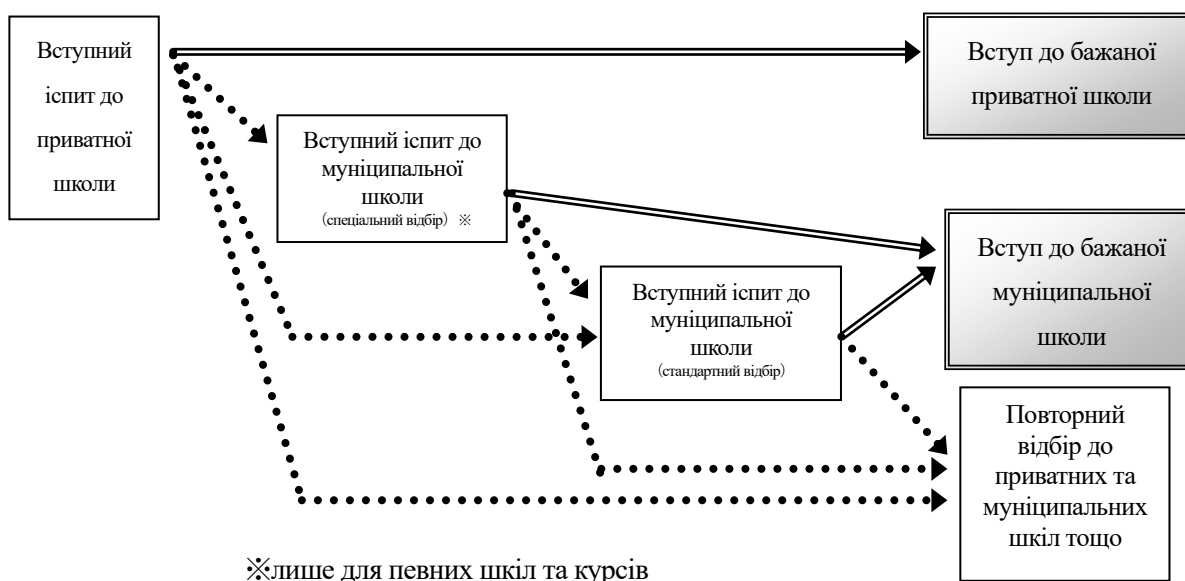 Вступний
іспит до
приватної
школи
Вступ до бажаної
приватної школи
Вступний іспит до
муніципальної
школи
(спеціальний відбір) ※
Вступ до бажаної
муніципальної
школи
Вступний іспит до
муніципальної
школи
(стандартний відбір)
Повторний
відбір до
приватних та
муніципальних
шкіл тощо
※лише для певних шкіл та курсів